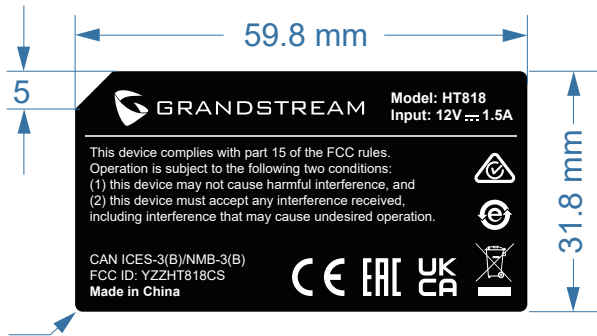 59.8 mm
5
GRANDSTREAM
Model: HT818
Input: 12V⎓1.5A
This device complies with part 15 of the FCC rules.
Operation is subject to the following two conditions:
(1) this device may not cause harmful interference, and
(2) this device must accept any interference received,
including interference that may cause undesired operation.
31.8 mm
CAN ICES-3(B)/NMB-3(B)
FCC ID: YZZHT818CS
Made in China
CE EAC UK
CA